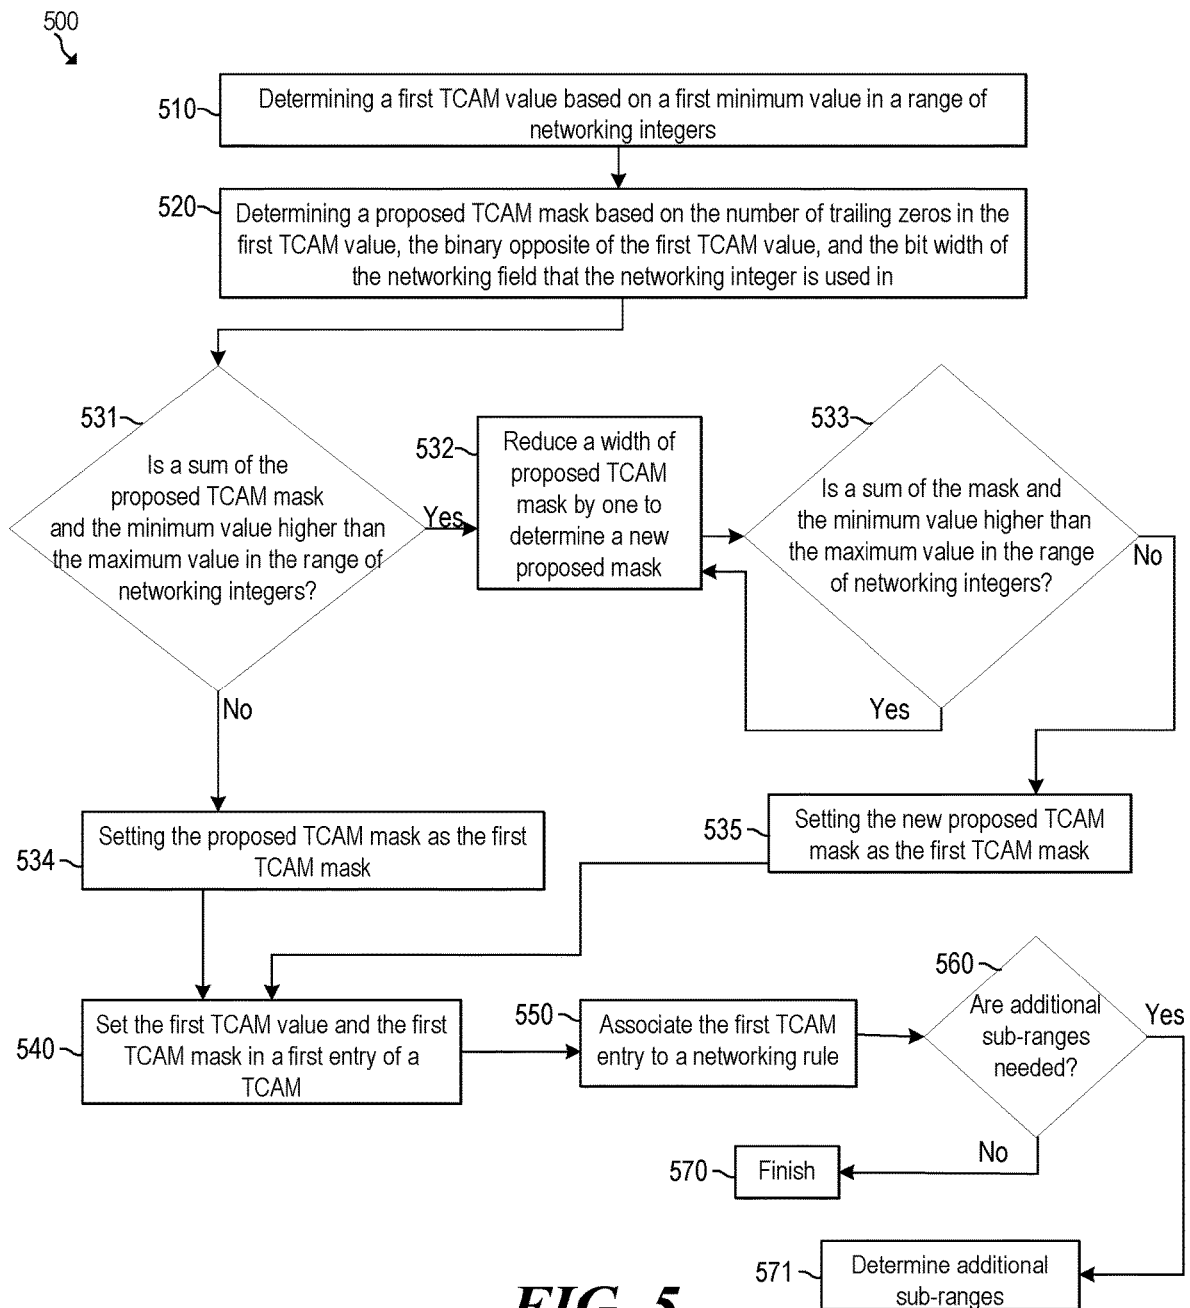 500
510
Determining a first TCAM value based on a first minimum value in a range of
networking integers
520
Determining a proposed TCAM mask based on the number of trailing zeros in the
first TCAM value, the binary opposite of the first TCAM value, and the bit width of
the networking field that the networking integer is used in
531
Is a sum of the
proposed TCAM mask
and the minimum value higher than
the maximum value in the range of
networking integers?
Yes
532
Reduce a width of
proposed TCAM
mask by one to
determine a new
proposed mask
533
Is a sum of the mask and
the minimum value higher than
the maximum value in the range
of networking integers?
No
Yes
No
534
Setting the proposed TCAM mask as the first
TCAM mask
535
Setting the new proposed TCAM
mask as the first TCAM mask
540
Set the first TCAM value and the first
TCAM mask in a first entry of a
TCAM
550
Associate the first TCAM
entry to a networking rule
560
Are additional
sub-ranges
needed?
Yes
No
570
Finish
571
Determine additional
sub-ranges
FIG. 5